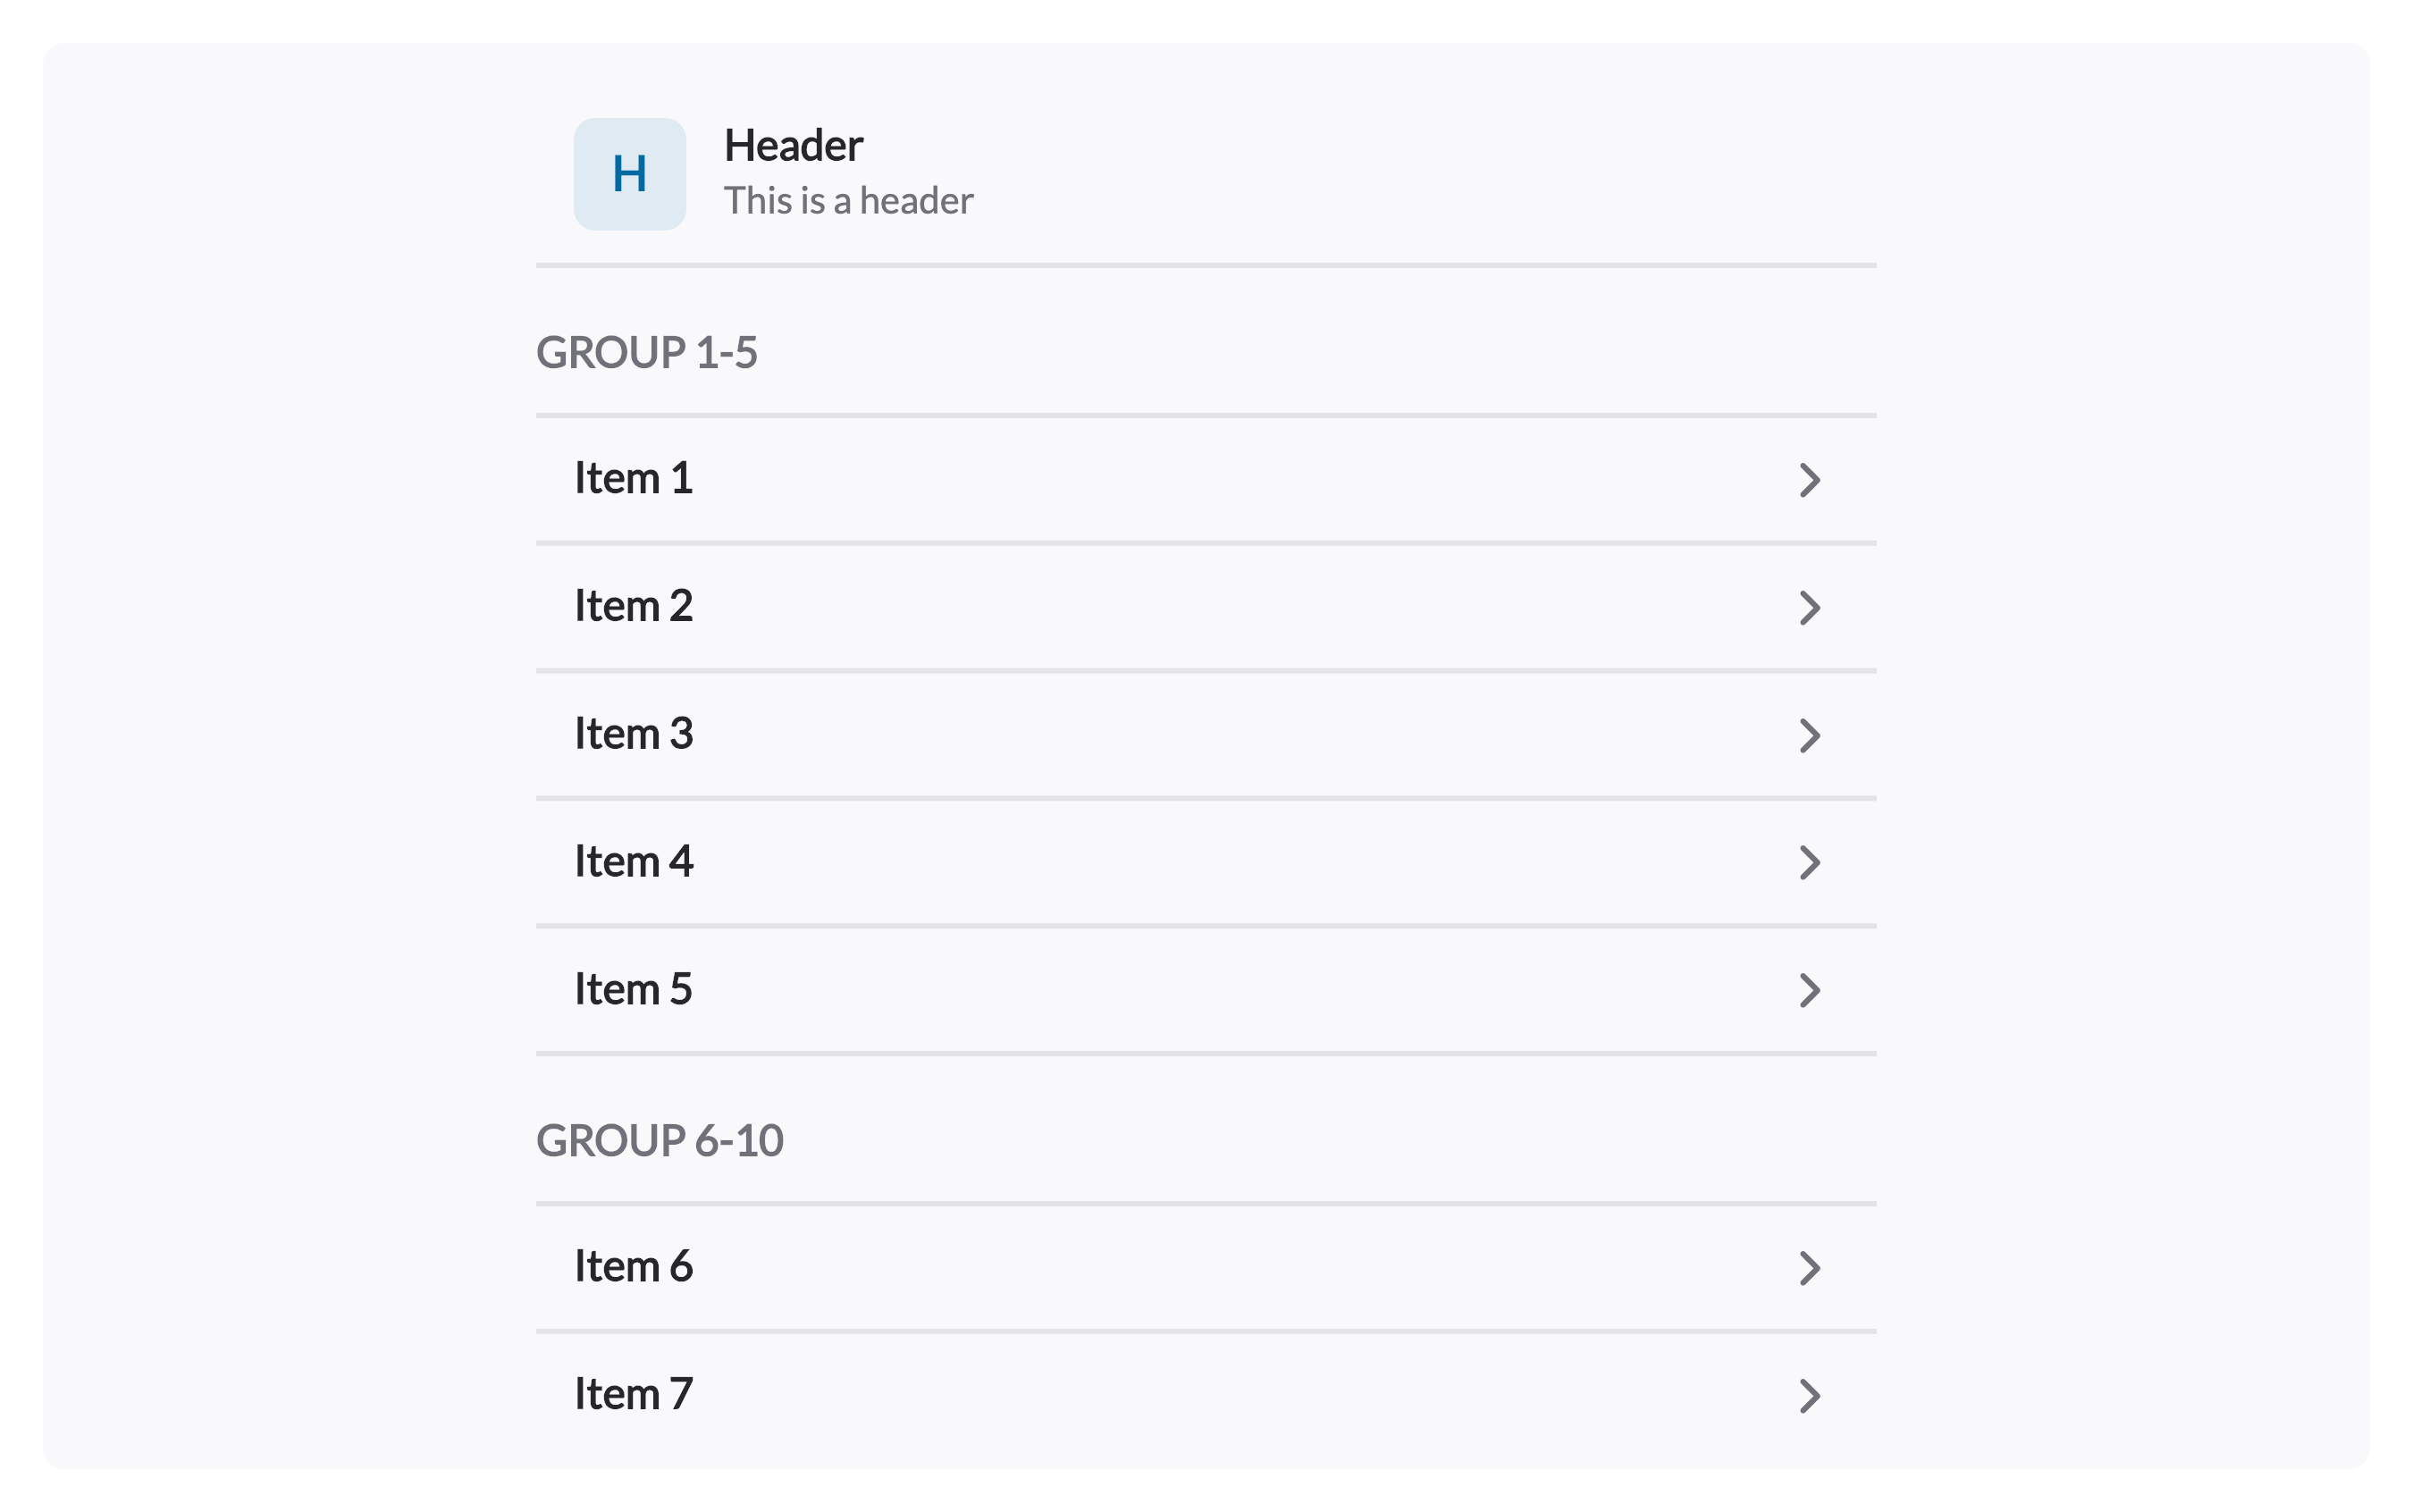 H
Header
This is a header
GROUP 1-5
Item 1
Item 2
Item 3
Item 4
Item 5
GROUP 6-10
Item 6
Item 7